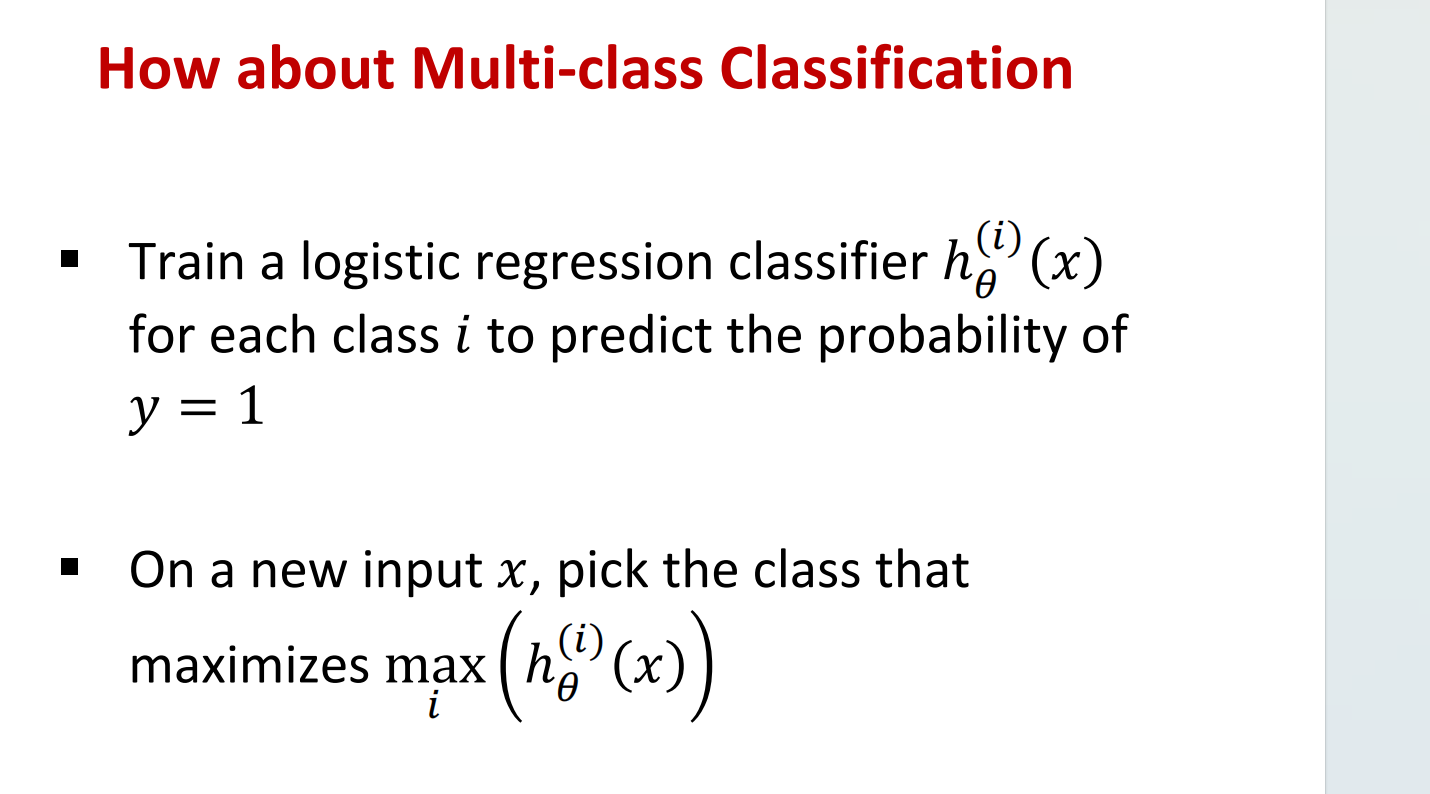 How about Multi-class Classification
▪ Train a logistic regression classifier $h_\theta^{(i)}(x)$
for each class $i$ to predict the probability of
$y = 1$
▪ On a new input $x$, pick the class that
maximizes $\max_i \left( h_\theta^{(i)}(x) \right)$